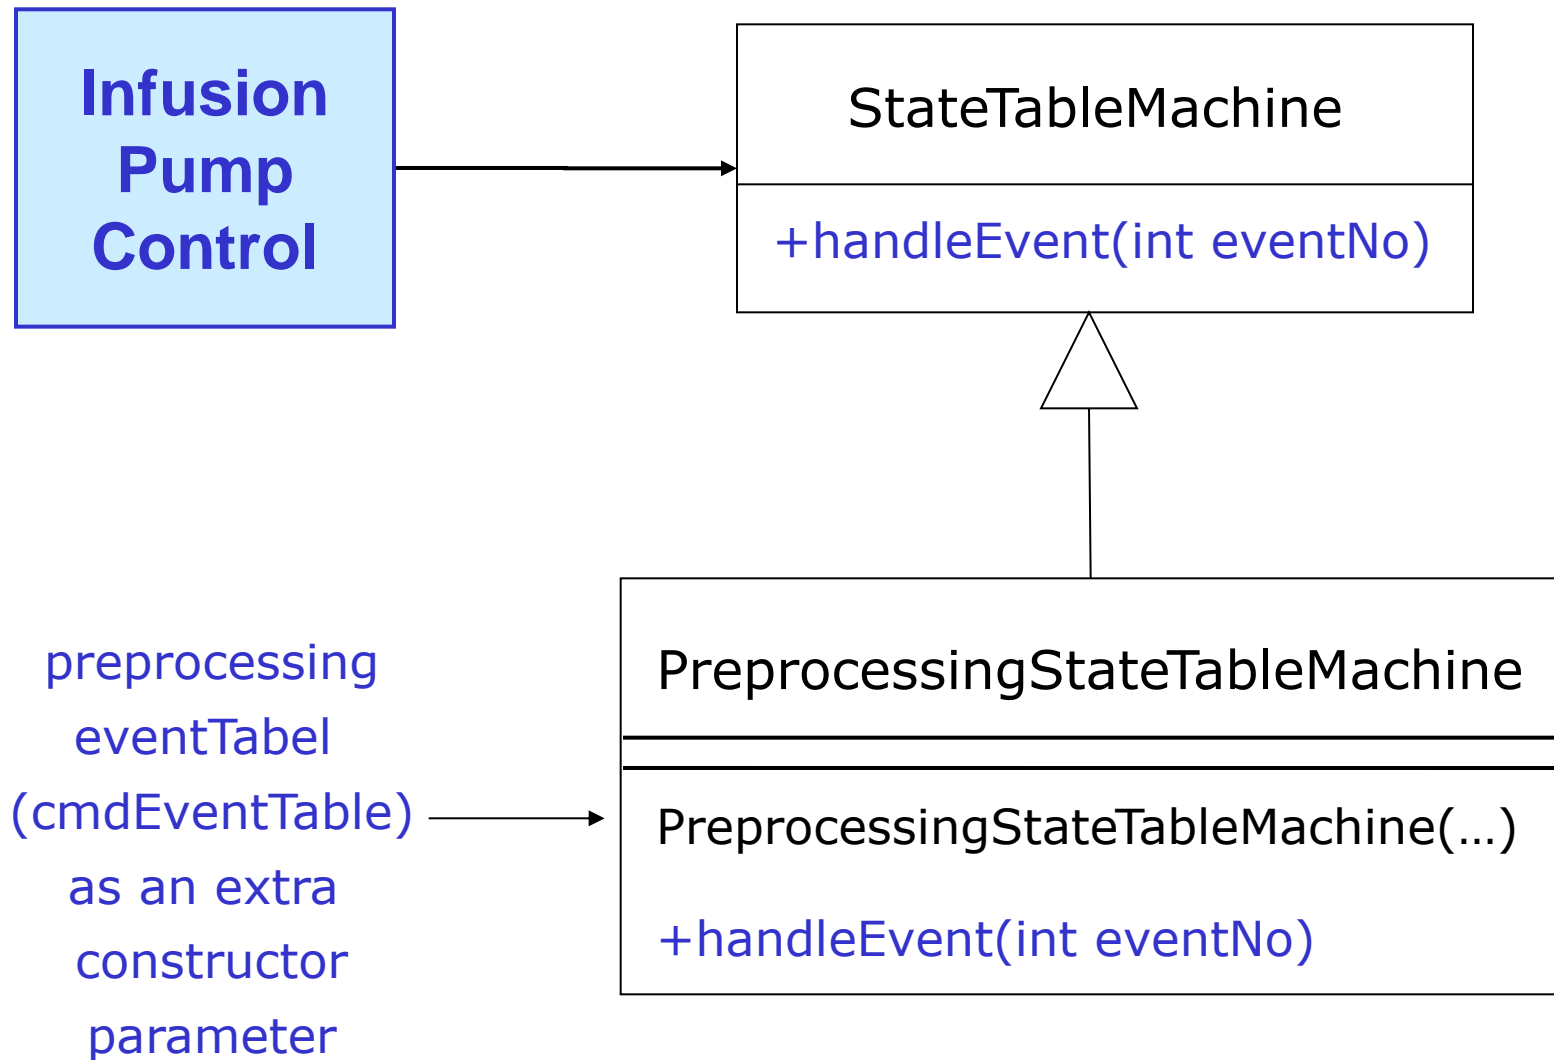 Infusion
Pump
Control
StateTableMachine
+handleEvent(int eventNo)
preprocessing
eventTabel
(cmdEventTable)
as an extra
constructor
parameter
PreprocessingStateTableMachine
PreprocessingStateTableMachine(…)
+handleEvent(int eventNo)